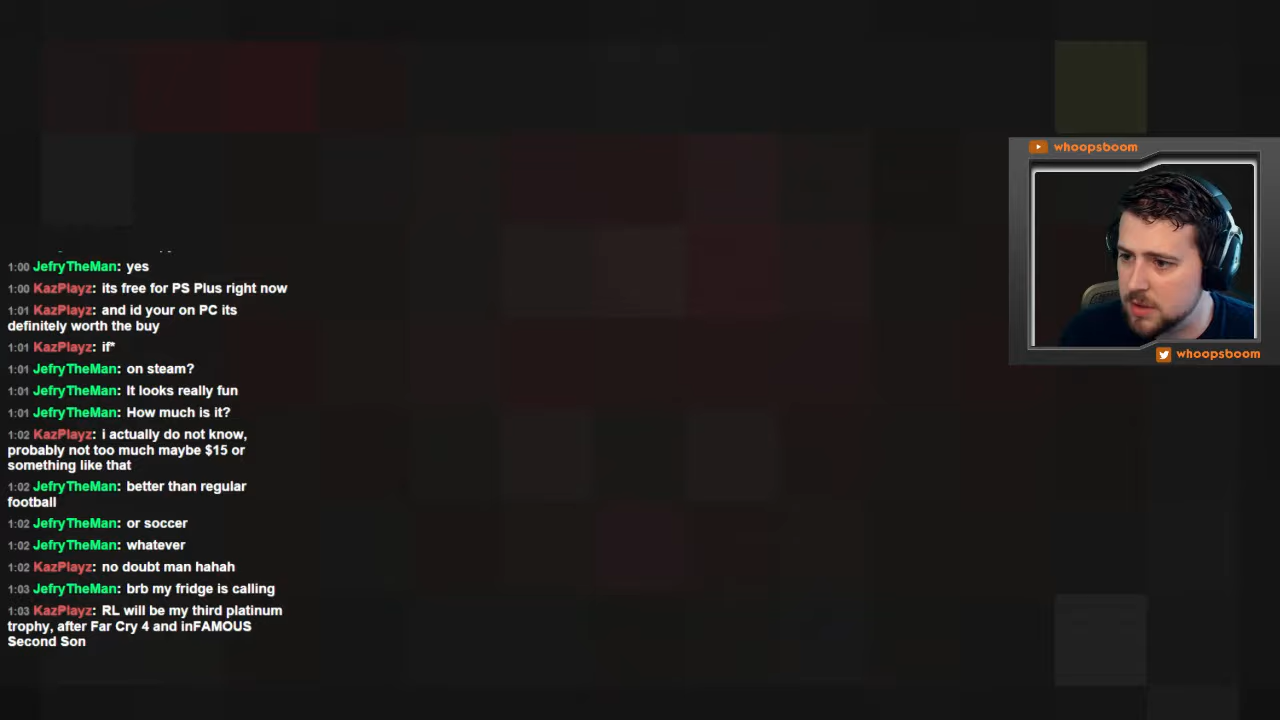 whoopsboom
1:00 JefryTheMan: yes
1:00 KazPlayz: its free for PS Plus right now
1:01 KazPlayz: and id your on PC its
definitely worth the buy
1:01 KazPlayz: if*
1:01 JefryTheMan: on steam?
1:01 JefryTheMan: It looks really fun
1:01 JefryTheMan: How much is it?
1:02 KazPlayz: i actually do not know,
probably not too much maybe $15 or
something like that
1:02 JefryTheMan: better than regular
football
1:02 JefryTheMan: or soccer
1:02 JefryTheMan: whatever
1:02 KazPlayz: no doubt man hahah
1:03 JefryTheMan: brb my fridge is calling
1:03 KazPlayz: RL will be my third platinum
trophy, after Far Cry 4 and inFAMOUS
Second Son
whoopsboom